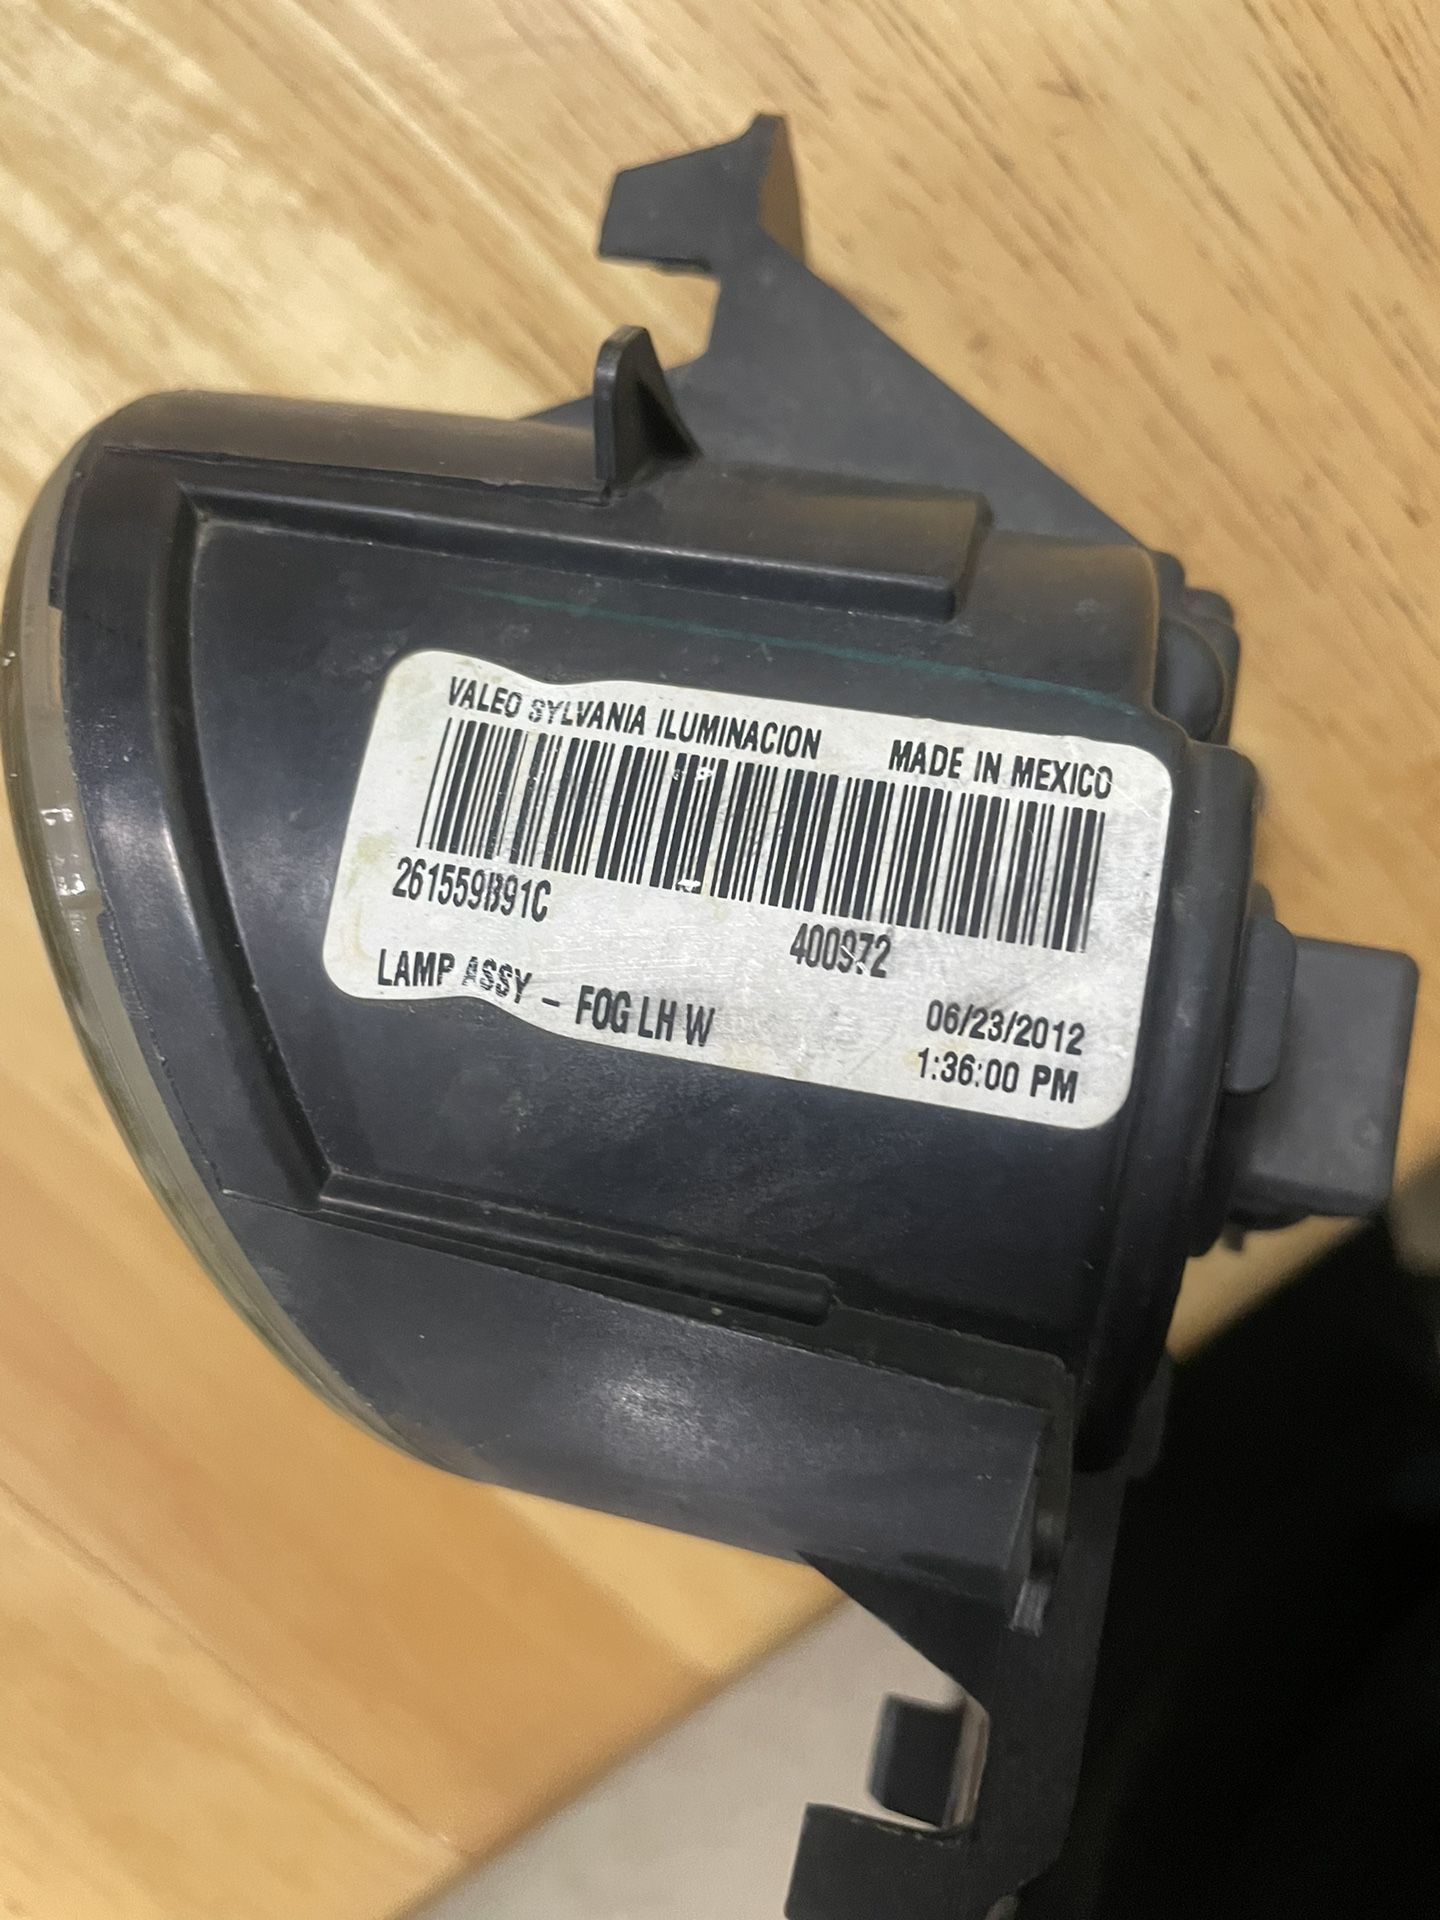 VALEO SYLVANIA ILUMINACION MADE IN MEXICO
261559B91C
400972
LAMP ASSY - FOG LH W
06/23/2012
1:36:00 PM